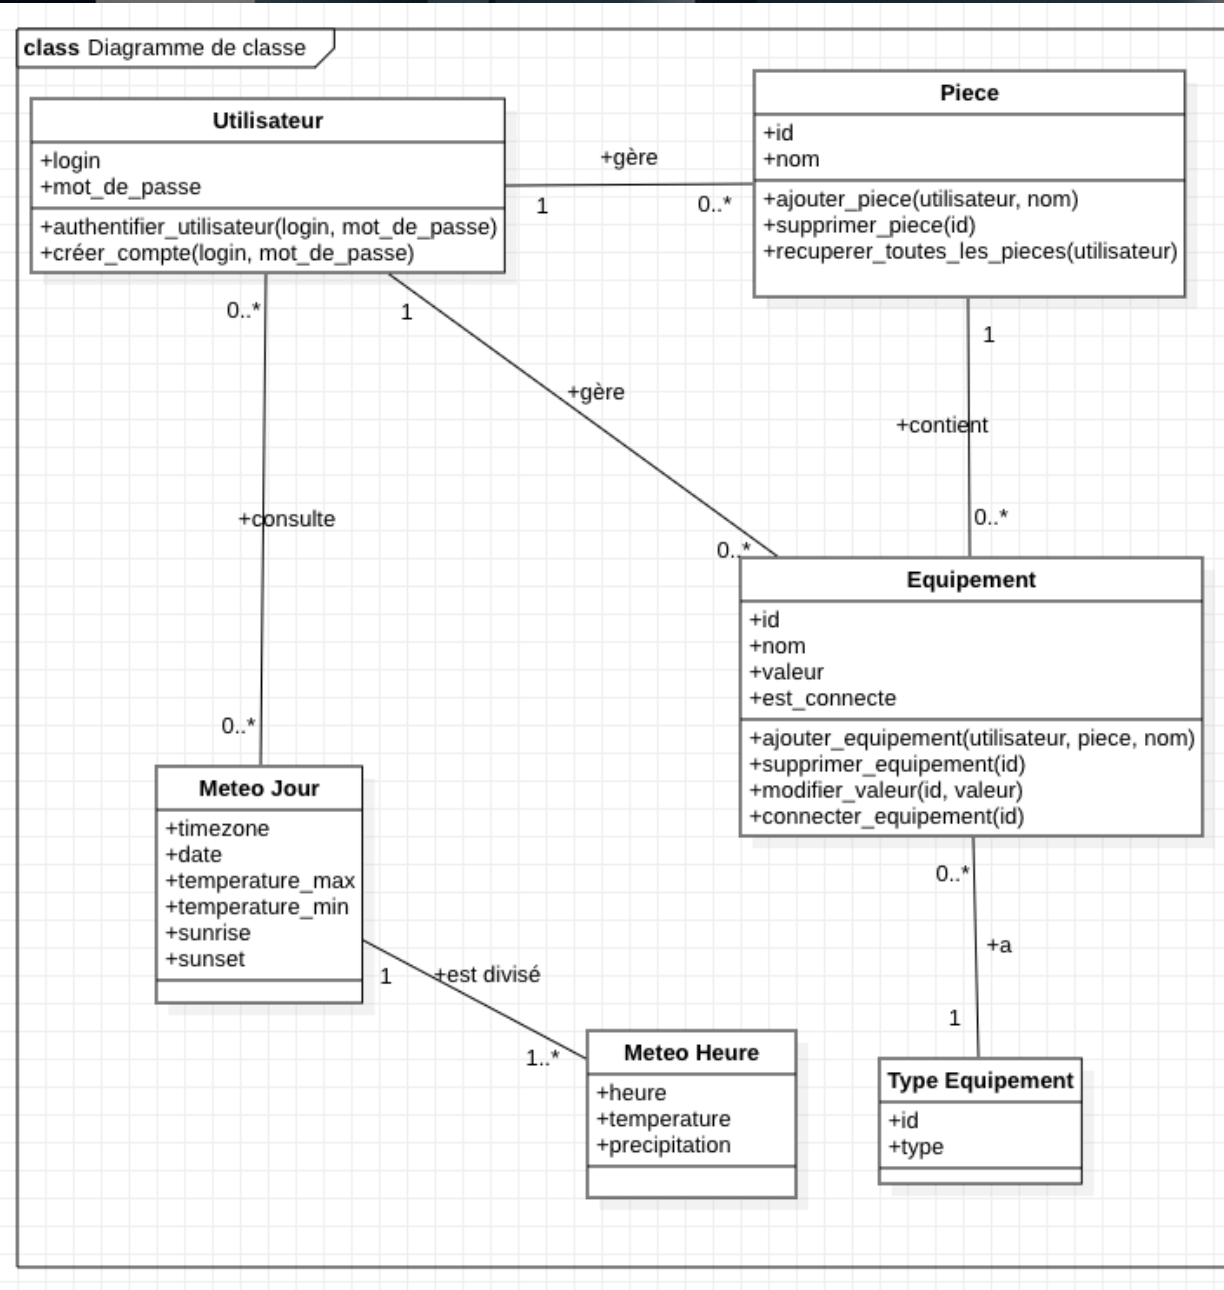 class Diagramme de classe
Utilisateur
+login
+mot_de_passe
+authentifier_utilisateur(login, mot_de_passe)
+créer_compte(login, mot_de_passe)
+gère
1
0..*
Piece
+id
+nom
+ajouter_piece(utilisateur, nom)
+supprimer_piece(id)
+recuperer_toutes_les_pieces(utilisateur)
0..*
1
1
+gère
+contient
+consulte
0..*
0..*
0..*
Equipement
+id
+nom
+valeur
+est_connecte
+ajouter_equipement(utilisateur, piece, nom)
+supprimer_equipement(id)
+modifier_valeur(id, valeur)
+connecter_equipement(id)
Meteo Jour
+timezone
+date
+temperature_max
+temperature_min
+sunrise
+sunset
0..*
+a
1
1
+est divisé
1..*
Meteo Heure
+heure
+temperature
+precipitation
Type Equipement
+id
+type